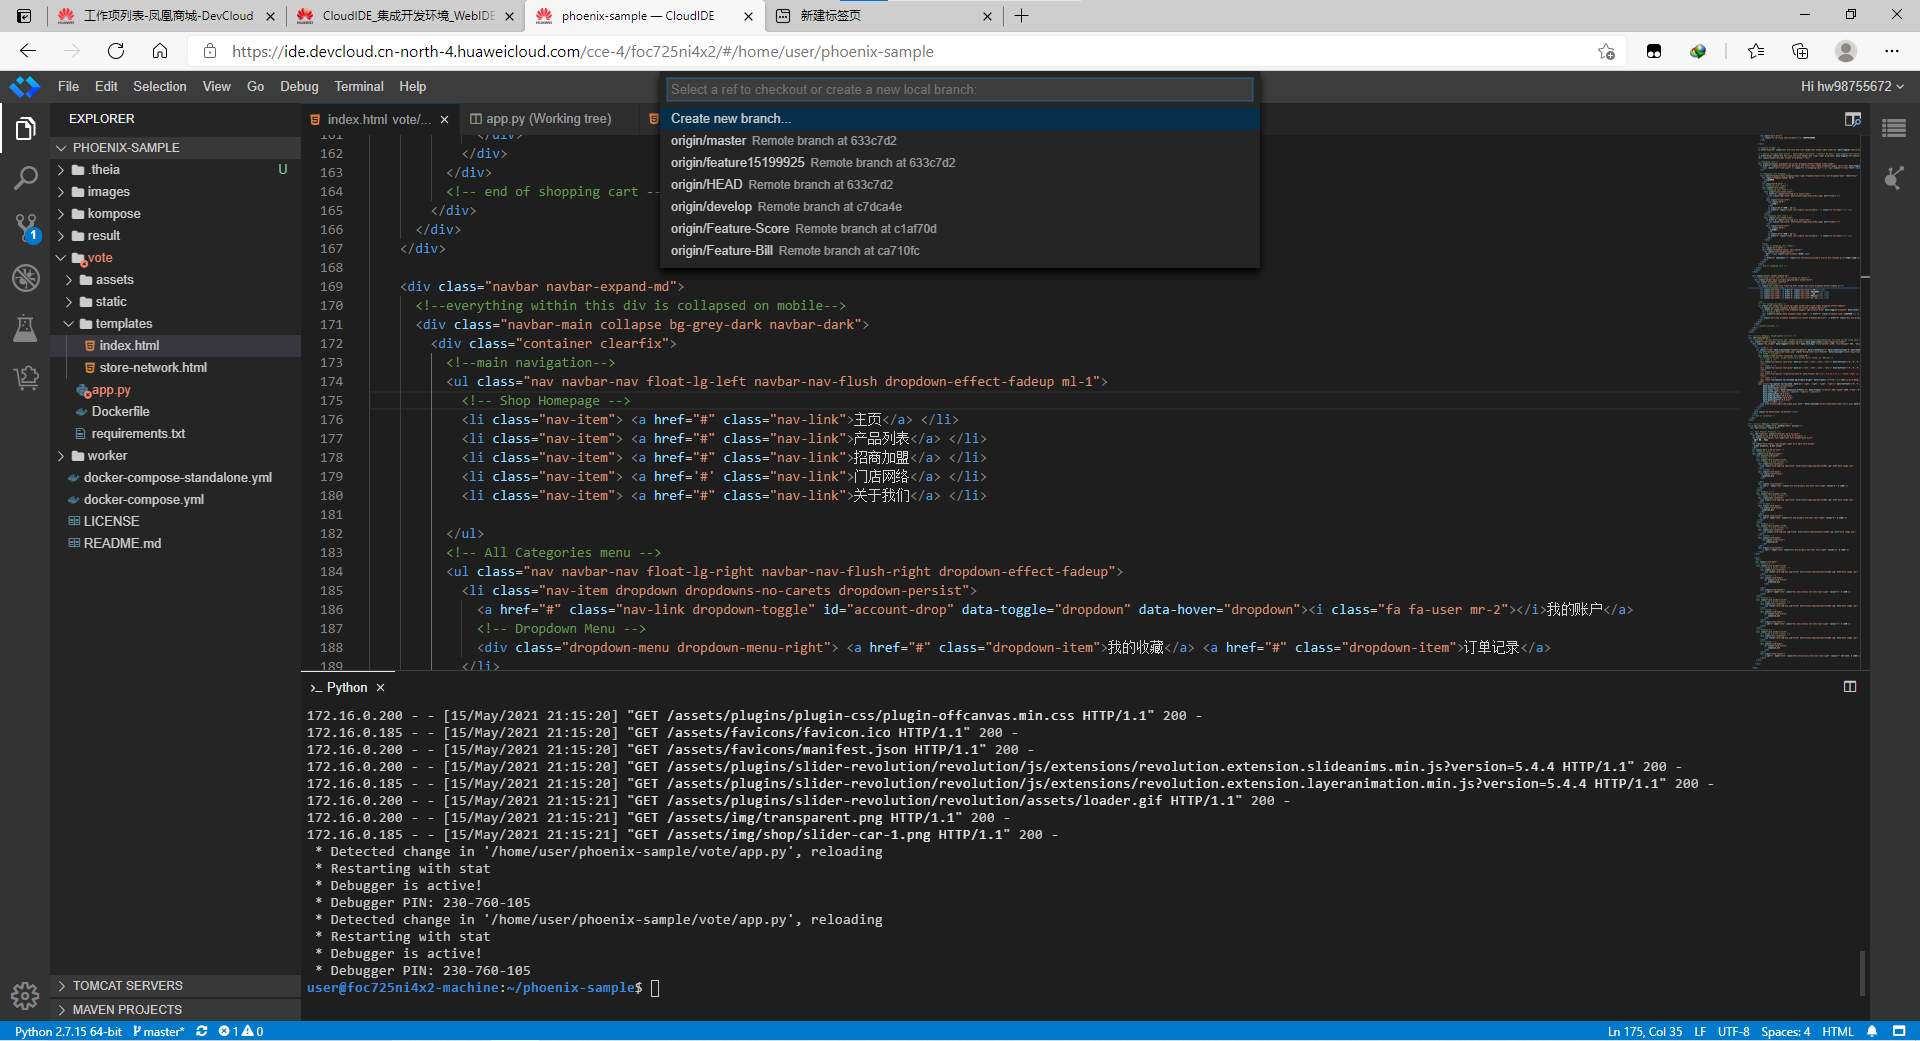 工作项列表-凤凰商城-DevCloud
CloudIDE_集成开发环境_WebIDE
phoenix-sample — CloudIDE
新建标签页
https://ide.devcloud.cn-north-4.huaweicloud.com/cce-4/foc725ni4x2/#/home/user/phoenix-sample
File Edit Selection View Go Debug Terminal Help
Hi hw98755672
Select a ref to checkout or create a new local branch:
Create new branch...
origin/master Remote branch at 633c7d2
origin/feature15199925 Remote branch at 633c7d2
origin/HEAD Remote branch at 633c7d2
origin/develop Remote branch at c7dca4e
origin/Feature-Score Remote branch at c1af70d
origin/Feature-Bill Remote branch at ca710fc
EXPLORER
PHOENIX-SAMPLE
.theia U
images
kompose
result
vote
assets
static
templates
index.html
store-network.html
app.py
Dockerfile
requirements.txt
worker
docker-compose-standalone.yml
docker-compose.yml
LICENSE
README.md
TOMCAT SERVERS
MAVEN PROJECTS
1
index.html vote/...
app.py (Working tree)
161 </div>
162 </div>
163 </div>
164 <!-- end of shopping cart --
165 </div>
166 </div>
167 </div>
168
169 <div class="navbar navbar-expand-md">
170 <!--everything within this div is collapsed on mobile-->
171 <div class="navbar-main collapse bg-grey-dark navbar-dark">
172 <div class="container clearfix">
173 <!--main navigation-->
174 <ul class="nav navbar-nav float-lg-left navbar-nav-flush dropdown-effect-fadeup ml-1">
175 <!-- Shop Homepage -->
176 <li class="nav-item"> <a href="#" class="nav-link">主页</a> </li>
177 <li class="nav-item"> <a href="#" class="nav-link">产品列表</a> </li>
178 <li class="nav-item"> <a href="#" class="nav-link">招商加盟</a> </li>
179 <li class="nav-item"> <a href='#' class="nav-link">门店网络</a> </li>
180 <li class="nav-item"> <a href="#" class="nav-link">关于我们</a> </li>
181
182 </ul>
183 <!-- All Categories menu -->
184 <ul class="nav navbar-nav float-lg-right navbar-nav-flush-right dropdown-effect-fadeup">
185 <li class="nav-item dropdown dropdowns-no-carets dropdown-persist">
186 <a href="#" class="nav-link dropdown-toggle" id="account-drop" data-toggle="dropdown" data-hover="dropdown"><i class="fa fa-user mr-2"></i>我的账户</a>
187 <!-- Dropdown Menu -->
188 <div class="dropdown-menu dropdown-menu-right"> <a href="#" class="dropdown-item">我的收藏</a> <a href="#" class="dropdown-item">订单记录</a>
189 </li>
Python
172.16.0.200 - - [15/May/2021 21:15:20] "GET /assets/plugins/plugin-css/plugin-offcanvas.min.css HTTP/1.1" 200 -
172.16.0.185 - - [15/May/2021 21:15:20] "GET /assets/favicons/favicon.ico HTTP/1.1" 200 -
172.16.0.200 - - [15/May/2021 21:15:20] "GET /assets/favicons/manifest.json HTTP/1.1" 200 -
172.16.0.200 - - [15/May/2021 21:15:20] "GET /assets/plugins/slider-revolution/revolution/js/extensions/revolution.extension.slideanims.min.js?version=5.4.4 HTTP/1.1" 200 -
172.16.0.185 - - [15/May/2021 21:15:20] "GET /assets/plugins/slider-revolution/revolution/js/extensions/revolution.extension.layeranimation.min.js?version=5.4.4 HTTP/1.1" 200 -
172.16.0.200 - - [15/May/2021 21:15:21] "GET /assets/plugins/slider-revolution/revolution/assets/loader.gif HTTP/1.1" 200 -
172.16.0.200 - - [15/May/2021 21:15:21] "GET /assets/img/transparent.png HTTP/1.1" 200 -
172.16.0.185 - - [15/May/2021 21:15:21] "GET /assets/img/shop/slider-car-1.png HTTP/1.1" 200 -
* Detected change in '/home/user/phoenix-sample/vote/app.py', reloading
* Restarting with stat
* Debugger is active!
* Debugger PIN: 230-760-105
* Detected change in '/home/user/phoenix-sample/vote/app.py', reloading
* Restarting with stat
* Debugger is active!
* Debugger PIN: 230-760-105
user@foc725ni4x2-machine:~/phoenix-sample$
Python 2.7.15 64-bit master* 1 0
Ln 175, Col 35 LF UTF-8 Spaces: 4 HTML